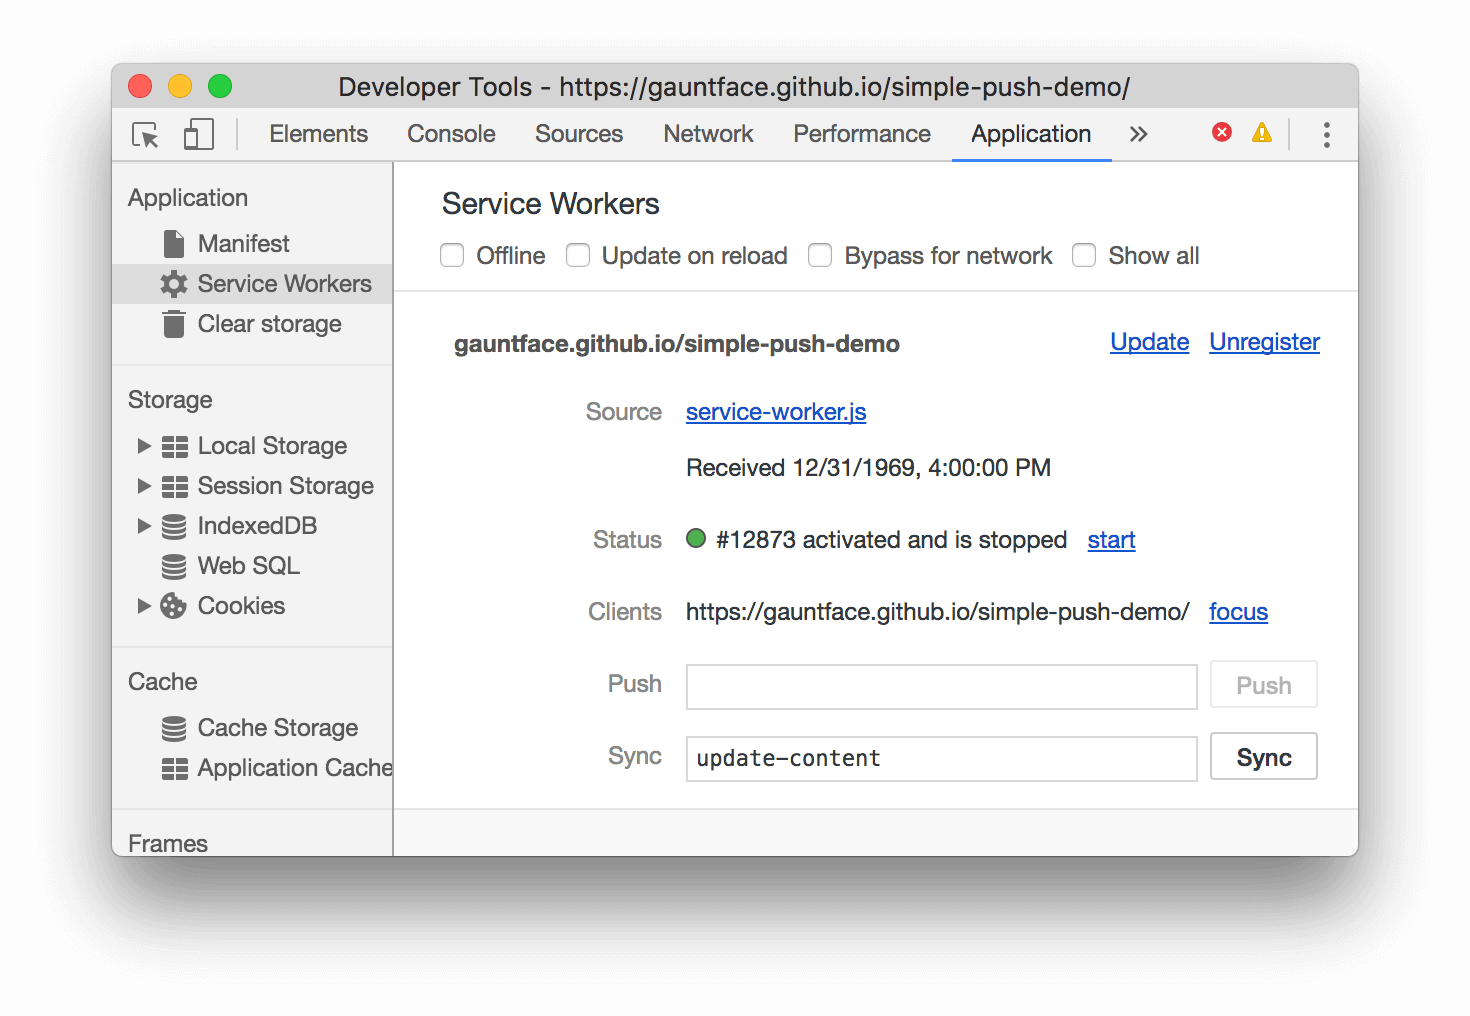 Developer Tools - https://gauntface.github.io/simple-push-demo/
Elements Console Sources Network Performance Application
Application
Manifest
Service Workers
Clear storage
Storage
Local Storage
Session Storage
IndexedDB
Web SQL
Cookies
Cache
Cache Storage
Application Cache
Frames
Service Workers
Offline Update on reload Bypass for network Show all
gauntface.github.io/simple-push-demo Update Unregister
Source service-worker.js
Received 12/31/1969, 4:00:00 PM
Status #12873 activated and is stopped start
Clients https://gauntface.github.io/simple-push-demo/ focus
Push Push
Sync update-content Sync